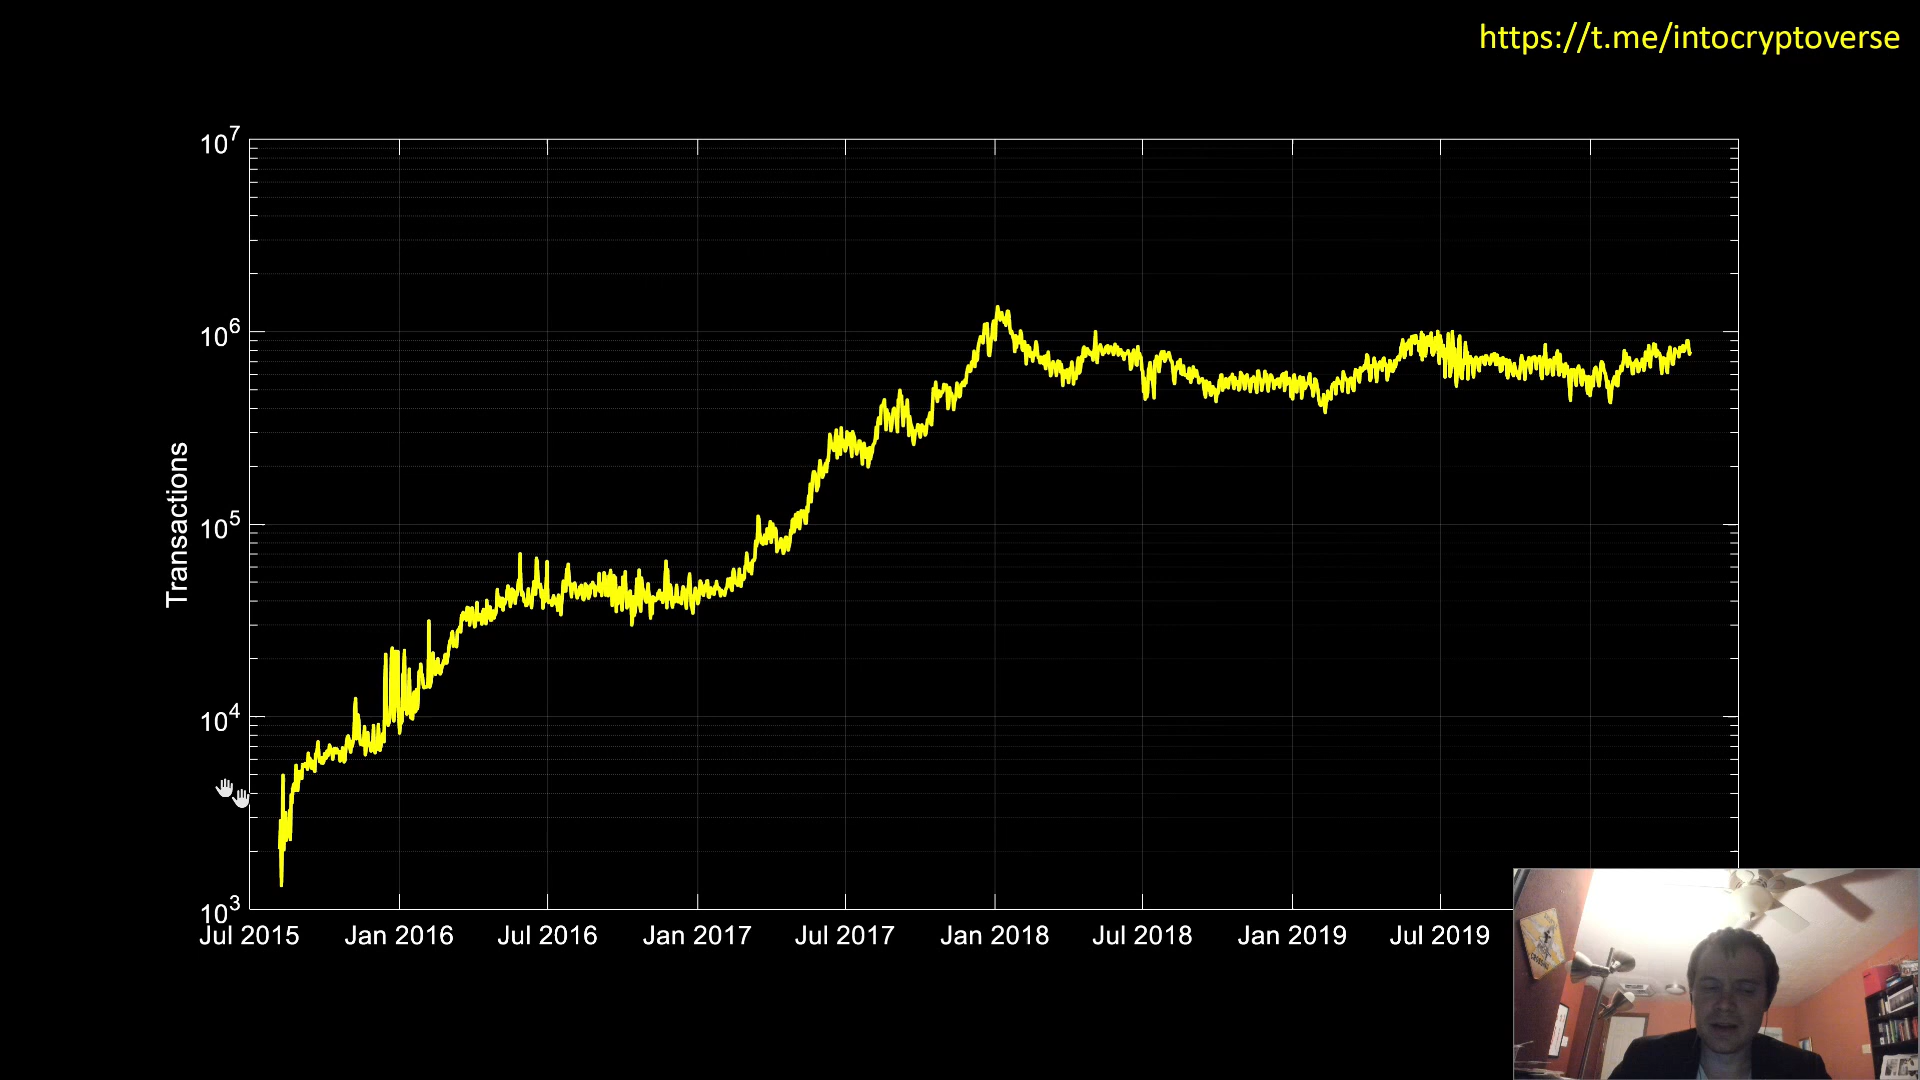 https://t.me/intocryptoverse
10^7
10^6
10^5
10^4
10^3
Transactions
Jul 2015 Jan 2016 Jul 2016 Jan 2017 Jul 2017 Jan 2018 Jul 2018 Jan 2019 Jul 2019